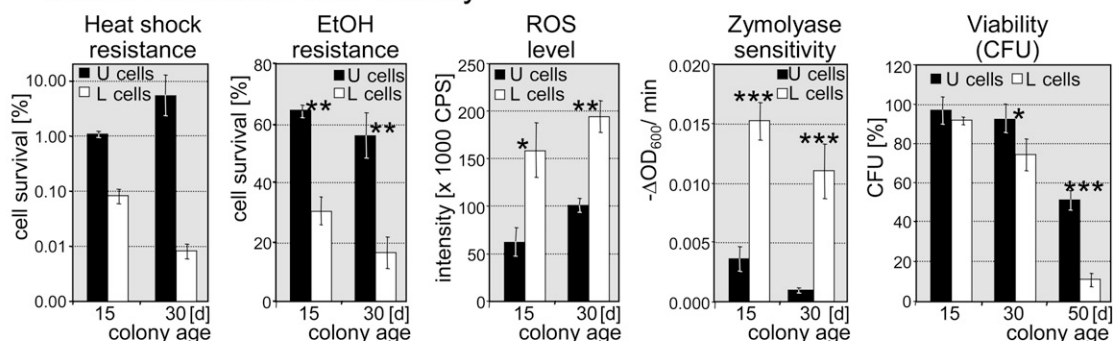 Heat shock
resistance
U cells
L cells
10.00
1.00
0.10
0.01
0.00
cell survival [%]
15
30 [d]
colony age
EtOH
resistance
U cells
L cells
80
60
40
20
0
cell survival [%]
**
**
15
30 [d]
colony age
ROS
level
U cells
L cells
250
200
150
100
50
0
intensity [x 1000 CPS]
*
**
15
30 [d]
colony age
Zymolyase
sensitivity
U cells
L cells
0.020
0.015
0.010
0.005
0.000
-ΔOD600/ min
***
***
15
30 [d]
colony age
Viability
(CFU)
U cells
L cells
120
100
80
60
40
20
0
CFU [%]
*
***
15
30
50 [d]
colony age